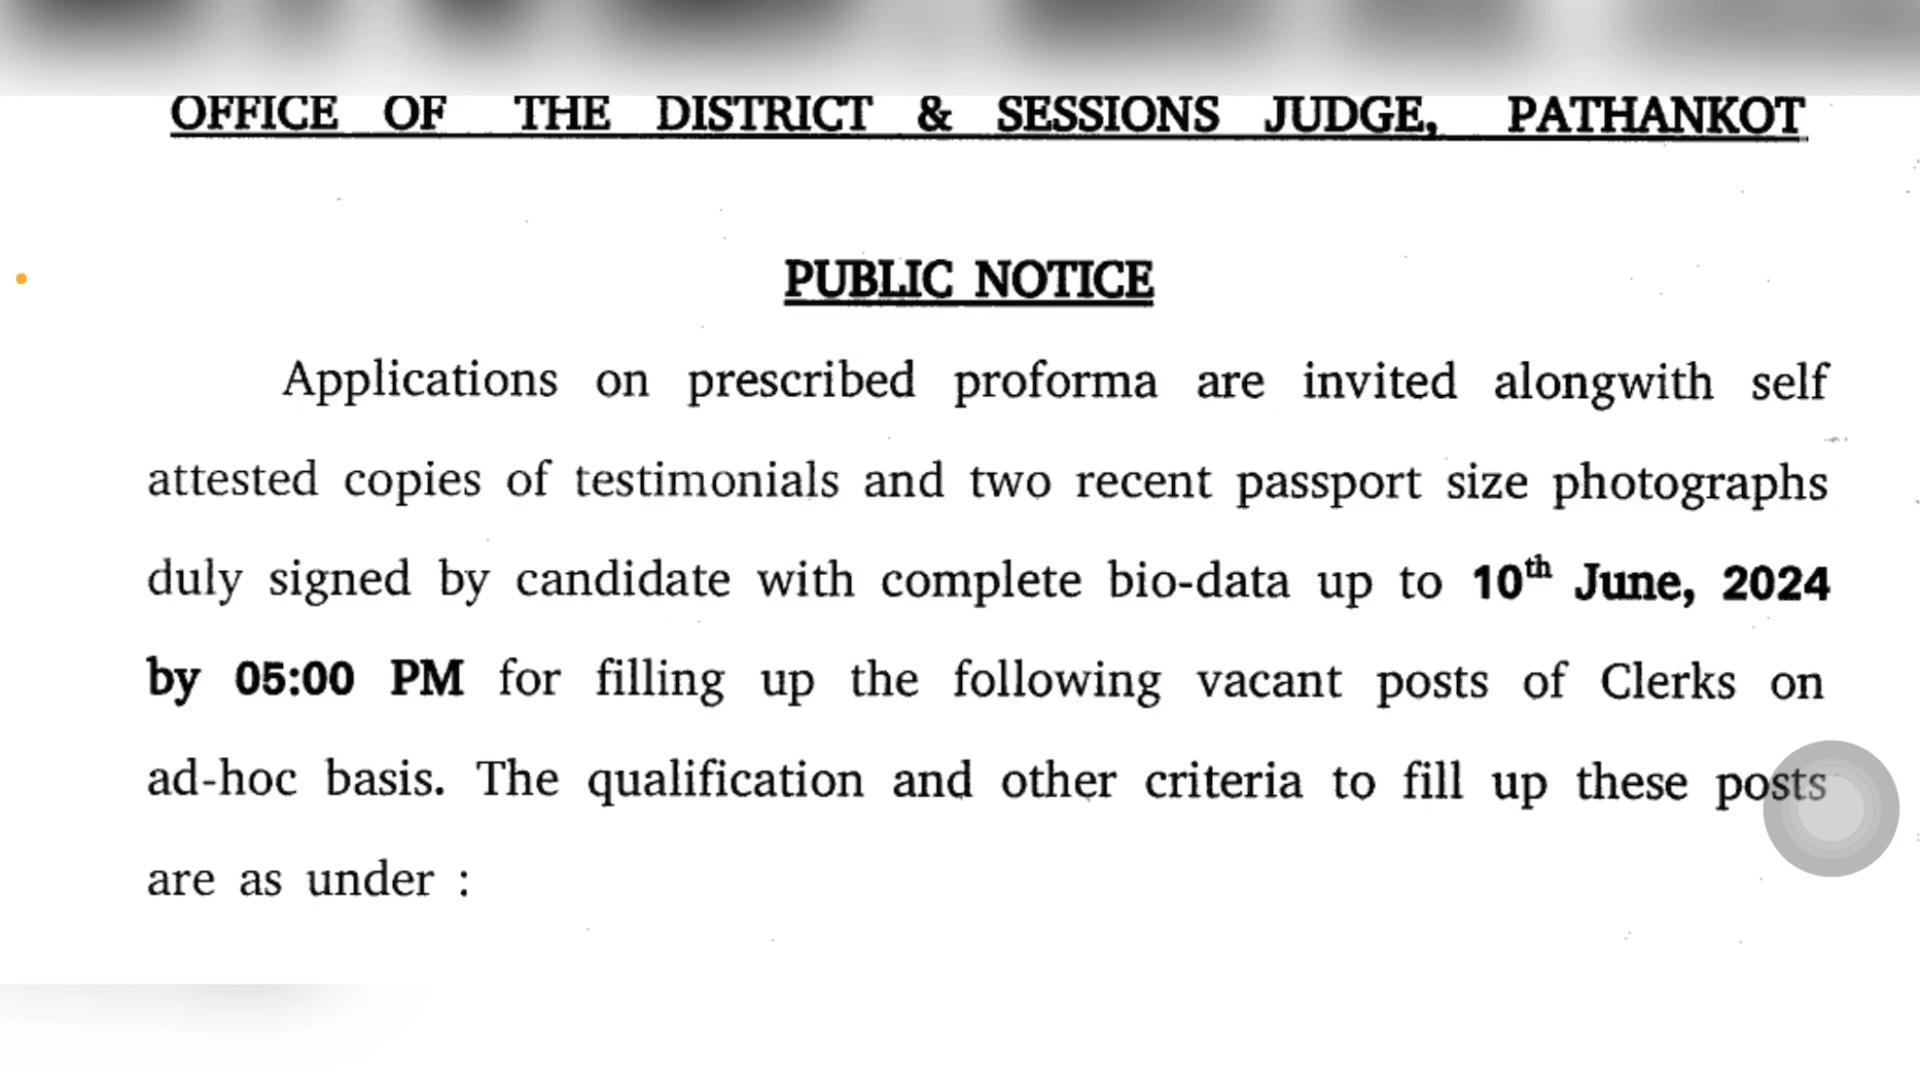 OFFICE OF THE DISTRICT & SESSIONS JUDGE, PATHANKOT
PUBLIC NOTICE
Applications on prescribed proforma are invited alongwith self
attested copies of testimonials and two recent passport size photographs
duly signed by candidate with complete bio-data up to 10th June, 2024
by 05:00 PM for filling up the following vacant posts of Clerks on
ad-hoc basis. The qualification and other criteria to fill up these posts
are as under :